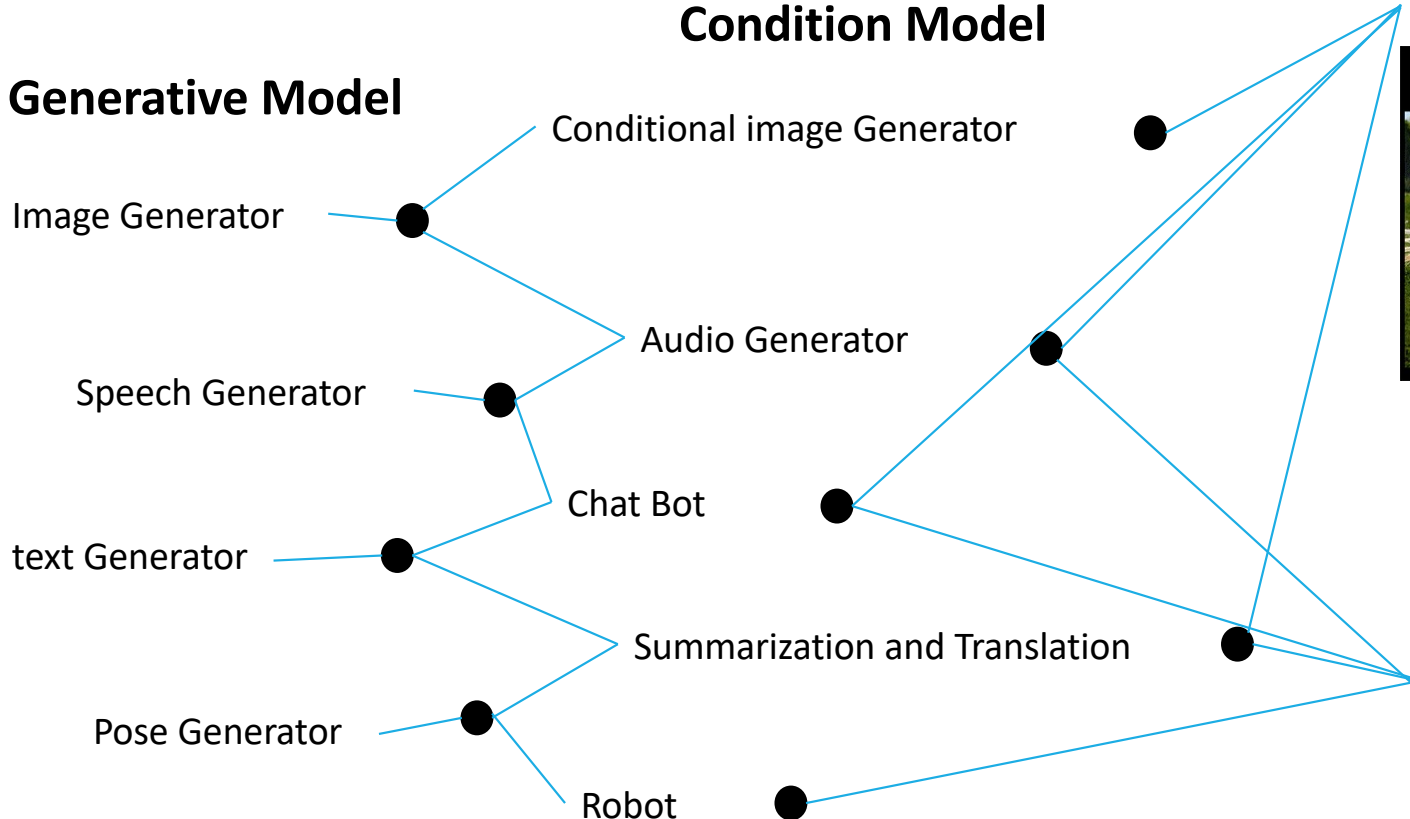 Condition Model
Generative Model
Conditional image Generator
Image Generator
Audio Generator
Speech Generator
Chat Bot
text Generator
Summarization and Translation
Pose Generator
Robot